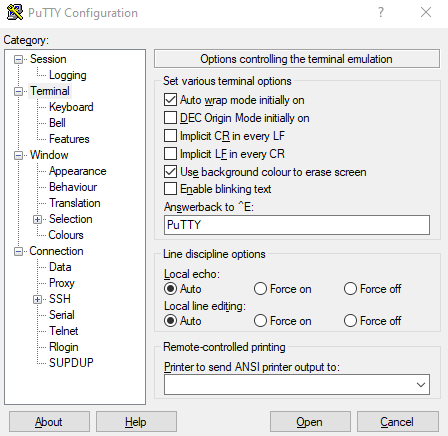 PuTTY Configuration
?
Category:
Session
Logging
Terminal
Keyboard
Bell
Features
Window
Appearance
Behaviour
Translation
Selection
Colours
Connection
Data
Proxy
SSH
Serial
Telnet
Rlogin
SUPDUP
Options controlling the terminal emulation
Set various terminal options
Auto wrap mode initially on
DEC Origin Mode initially on
Implicit CR in every LF
Implicit LF in every CR
Use background colour to erase screen
Enable blinking text
Answerback to ^E:
PuTTY
Line discipline options
Local echo:
Auto Force on Force off
Local line editing:
Auto Force on Force off
Remote-controlled printing
Printer to send ANSI printer output to:
About Help Open Cancel